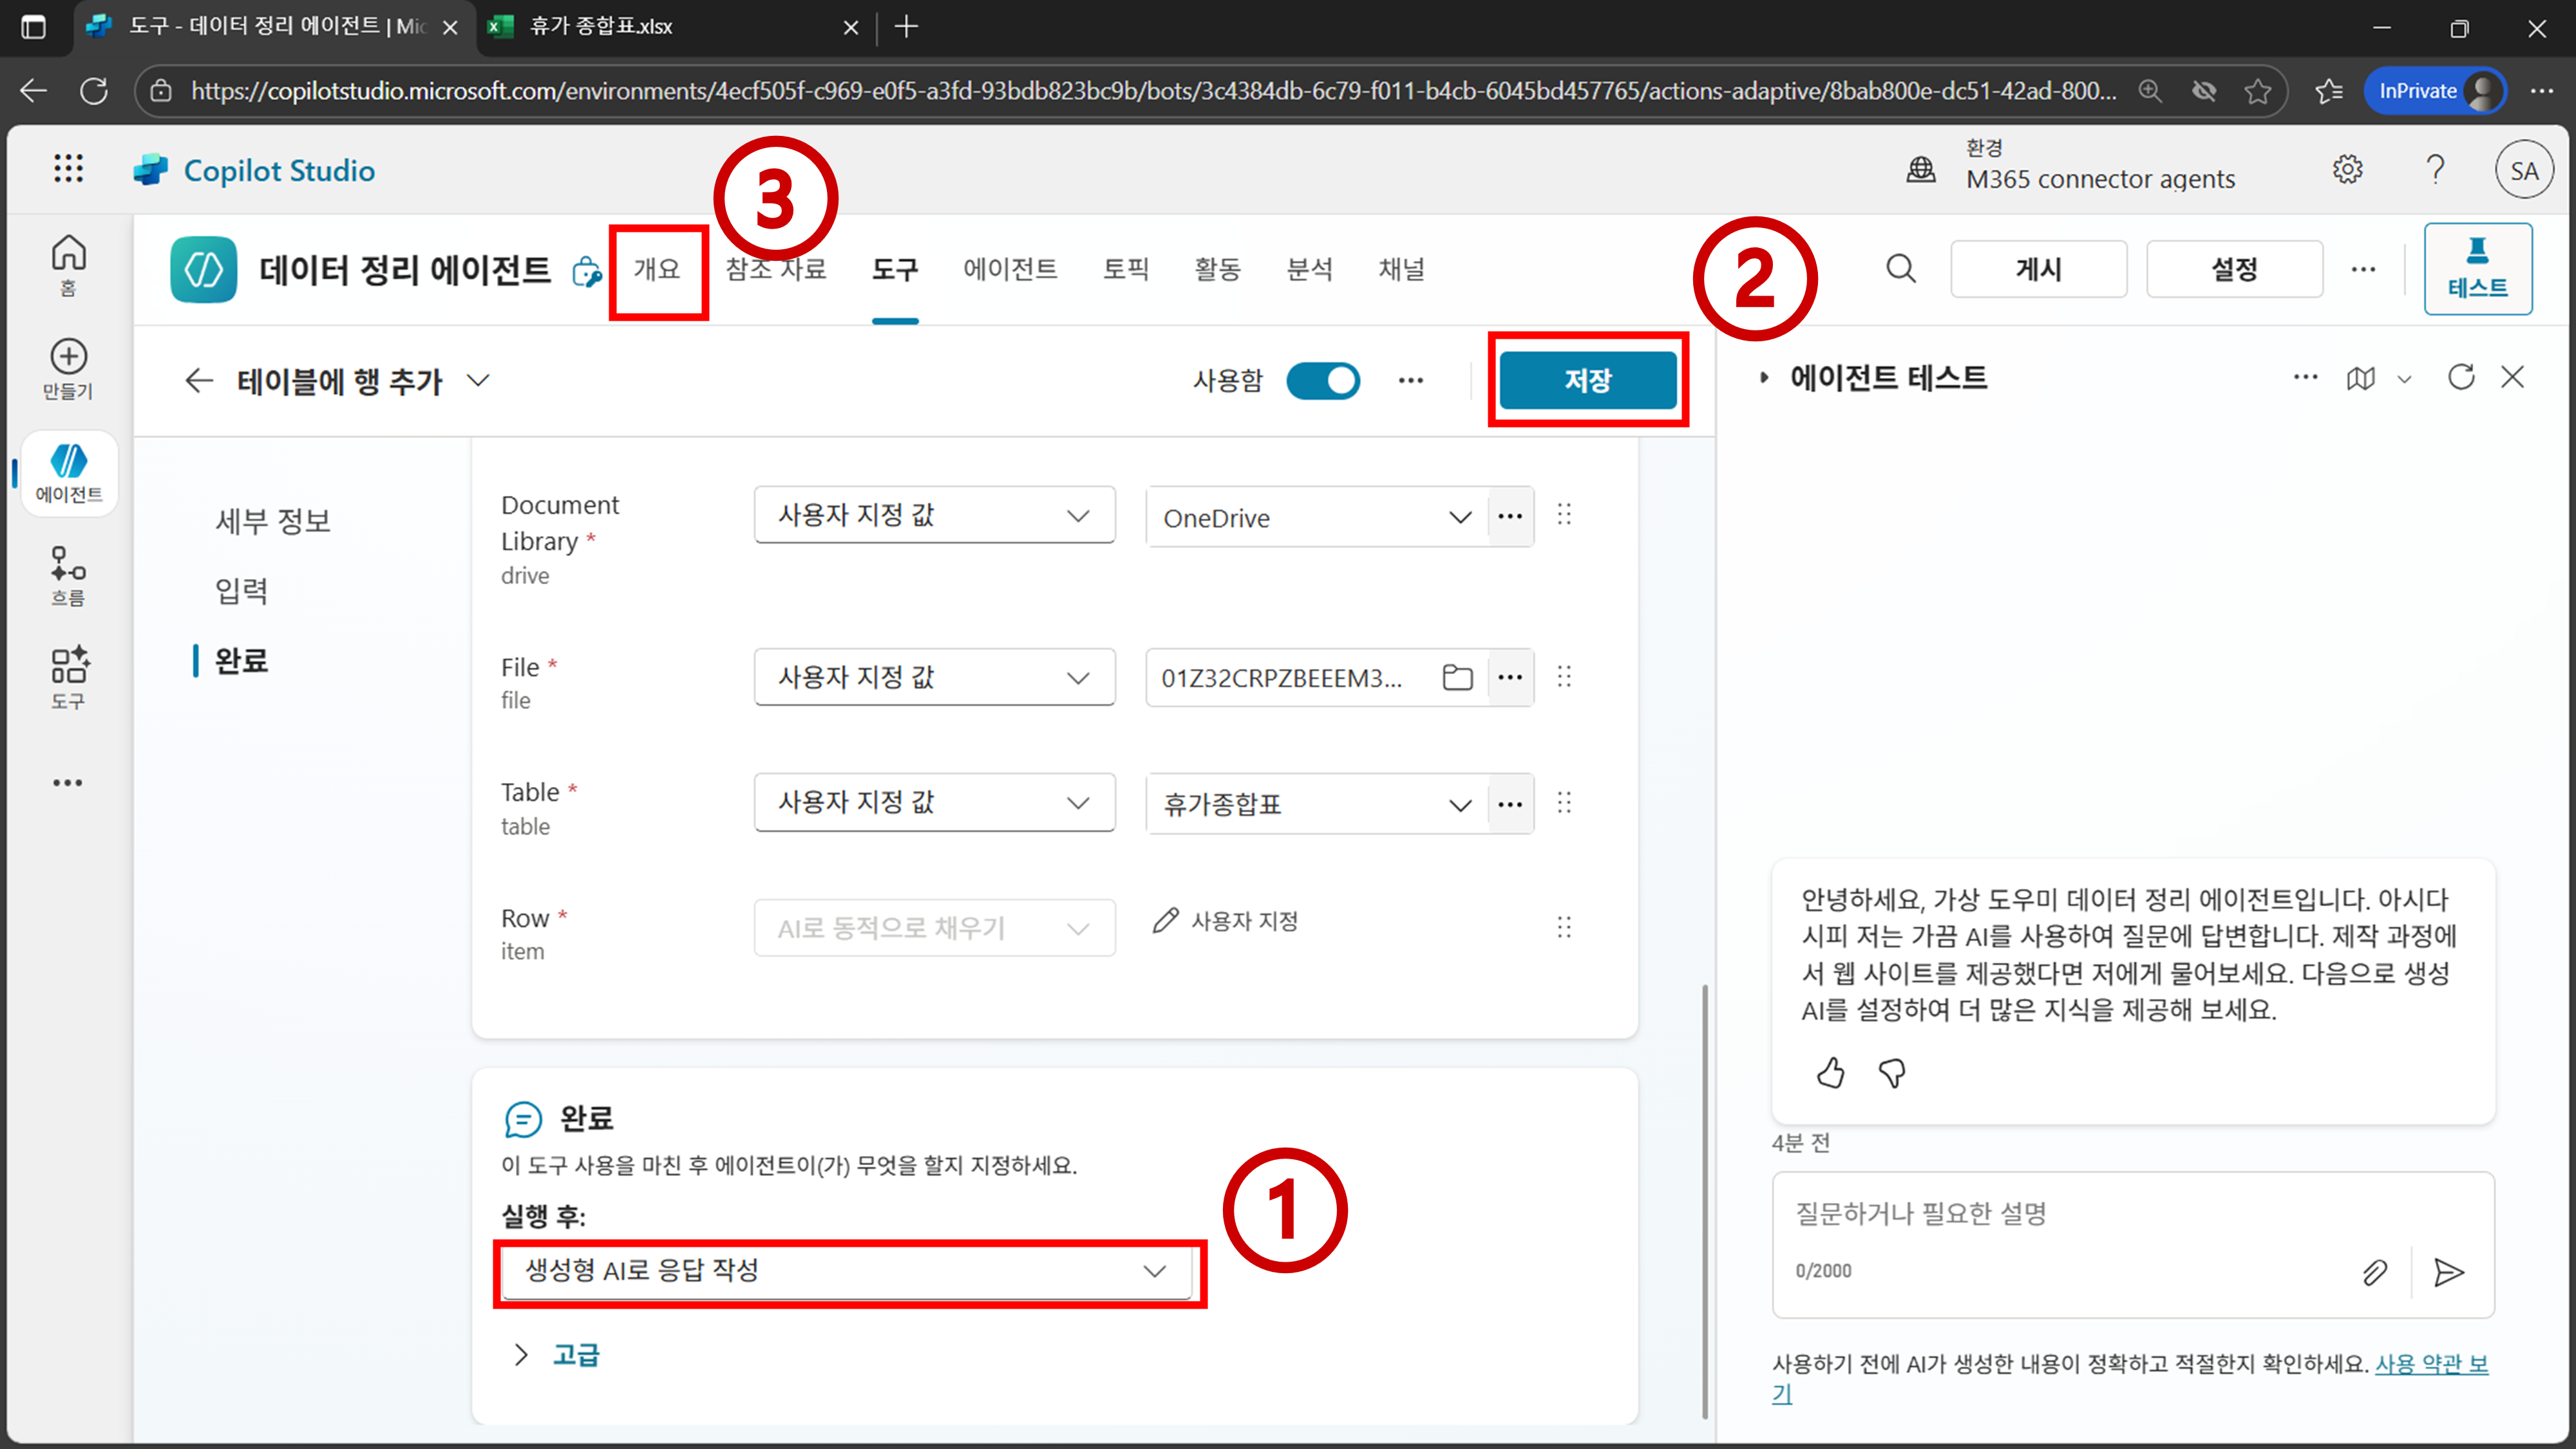 도구 - 데이터 정리 에이전트 | Mic
휴가 종합표.xlsx
https://copilotstudio.microsoft.com/environments/4ecf505f-c969-e0f5-a3fd-93bdb823bc9b/bots/3c4384db-6c79-f011-b4cb-6045bd457765/actions-adaptive/8bab800e-dc51-42ad-800...
InPrivate
Copilot Studio
환경
M365 connector agents
SA
3
데이터 정리 에이전트
개요
참조 자료
도구
에이전트
토픽
활동
분석
채널
2
게시
설정
테스트
홈
만들기
에이전트
흐름
도구
테이블에 행 추가
사용함
저장
에이전트 테스트
세부 정보
입력
완료
Document
Library *
drive
사용자 지정 값
OneDrive
File *
file
사용자 지정 값
01Z32CRPZBEEEM3...
Table *
table
사용자 지정 값
휴가종합표
Row *
item
AI로 동적으로 채우기
사용자 지정
완료
이 도구 사용을 마친 후 에이전트이(가) 무엇을 할지 지정하세요.
실행 후:
1
생성형 AI로 응답 작성
고급
안녕하세요, 가상 도우미 데이터 정리 에이전트입니다. 아시다
시피 저는 가끔 AI를 사용하여 질문에 답변합니다. 제작 과정에
서 웹 사이트를 제공했다면 저에게 물어보세요. 다음으로 생성
AI를 설정하여 더 많은 지식을 제공해 보세요.
4분 전
질문하거나 필요한 설명
0/2000
사용하기 전에 AI가 생성한 내용이 정확하고 적절한지 확인하세요. 사용 약관 보
기